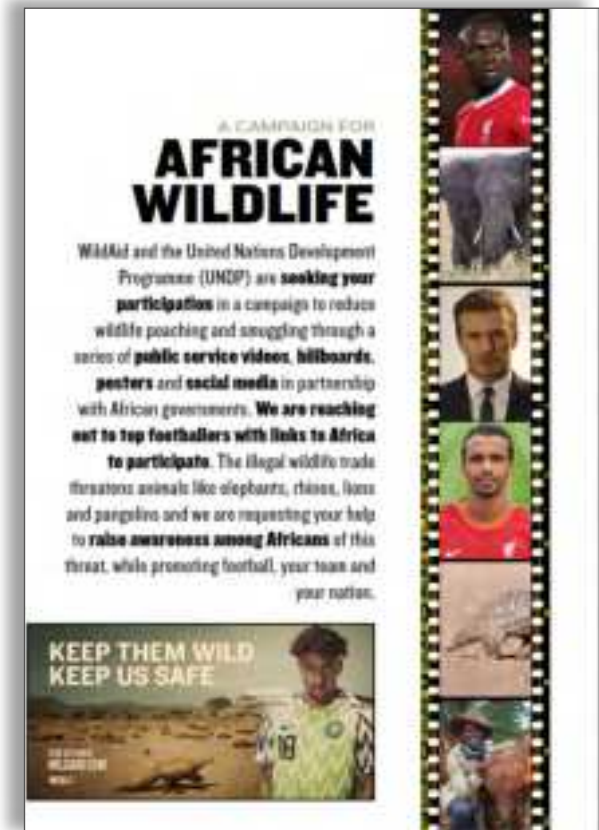 A CAMPAIGN FOR
AFRICAN
WILDLIFE
WildAid and the United Nations Development
Programme (UNDP) are seeking your
participation in a campaign to reduce
wildlife poaching and smuggling through a
series of public service videos, billboards,
posters and social media in partnership
with African governments. We are reaching
out to top footballers with links to Africa
to participate. The illegal wildlife trade
threatens animals like elephants, rhinos, lions
and pangolins and we are requesting your help
to raise awareness among Africans of this
threat, while promoting football, your team and
your nation.
KEEP THEM WILD
KEEP US SAFE
18